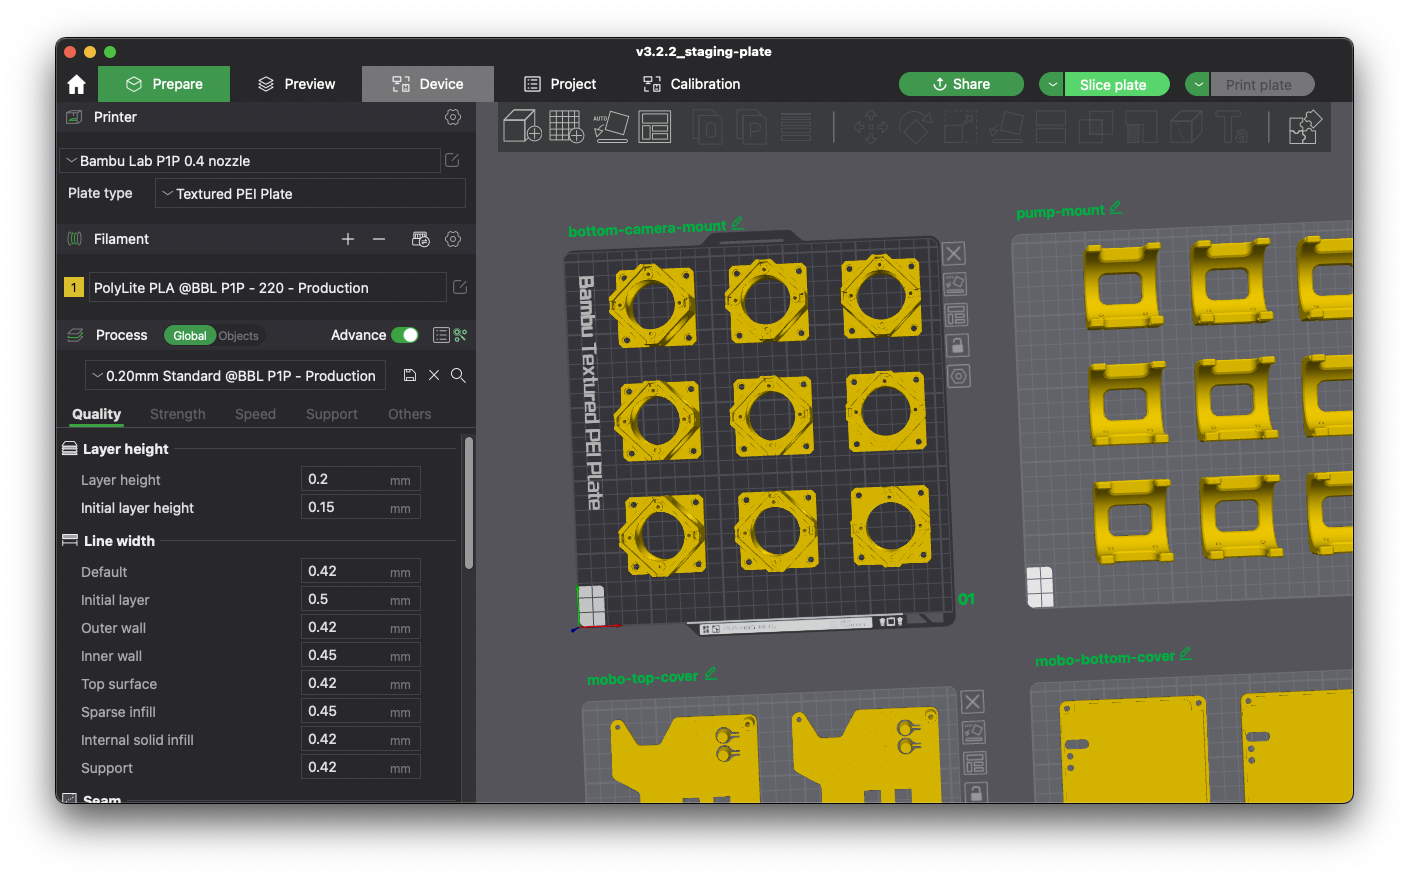 v3.2.2_staging-plate
Prepare
Preview
Device
Project
Calibration
Share
Slice plate
Print plate
Printer
Bambu Lab P1P 0.4 nozzle
Plate type
Textured PEI Plate
Filament
1
PolyLite PLA @BBL P1P - 220 - Production
Process
Global
Objects
Advance
0.20mm Standard @BBL P1P - Production
Quality
Strength
Speed
Support
Others
Layer height
Layer height 0.2 mm
Initial layer height 0.15 mm
Line width
Default 0.42 mm
Initial layer 0.5 mm
Outer wall 0.42 mm
Inner wall 0.45 mm
Top surface 0.42 mm
Sparse infill 0.45 mm
Internal solid infill 0.42 mm
Support 0.42 mm
Seam
AUTO
bottom-camera-mount
Bambu Textured PEI Plate
01
pump-mount
mobo-top-cover
mobo-bottom-cover